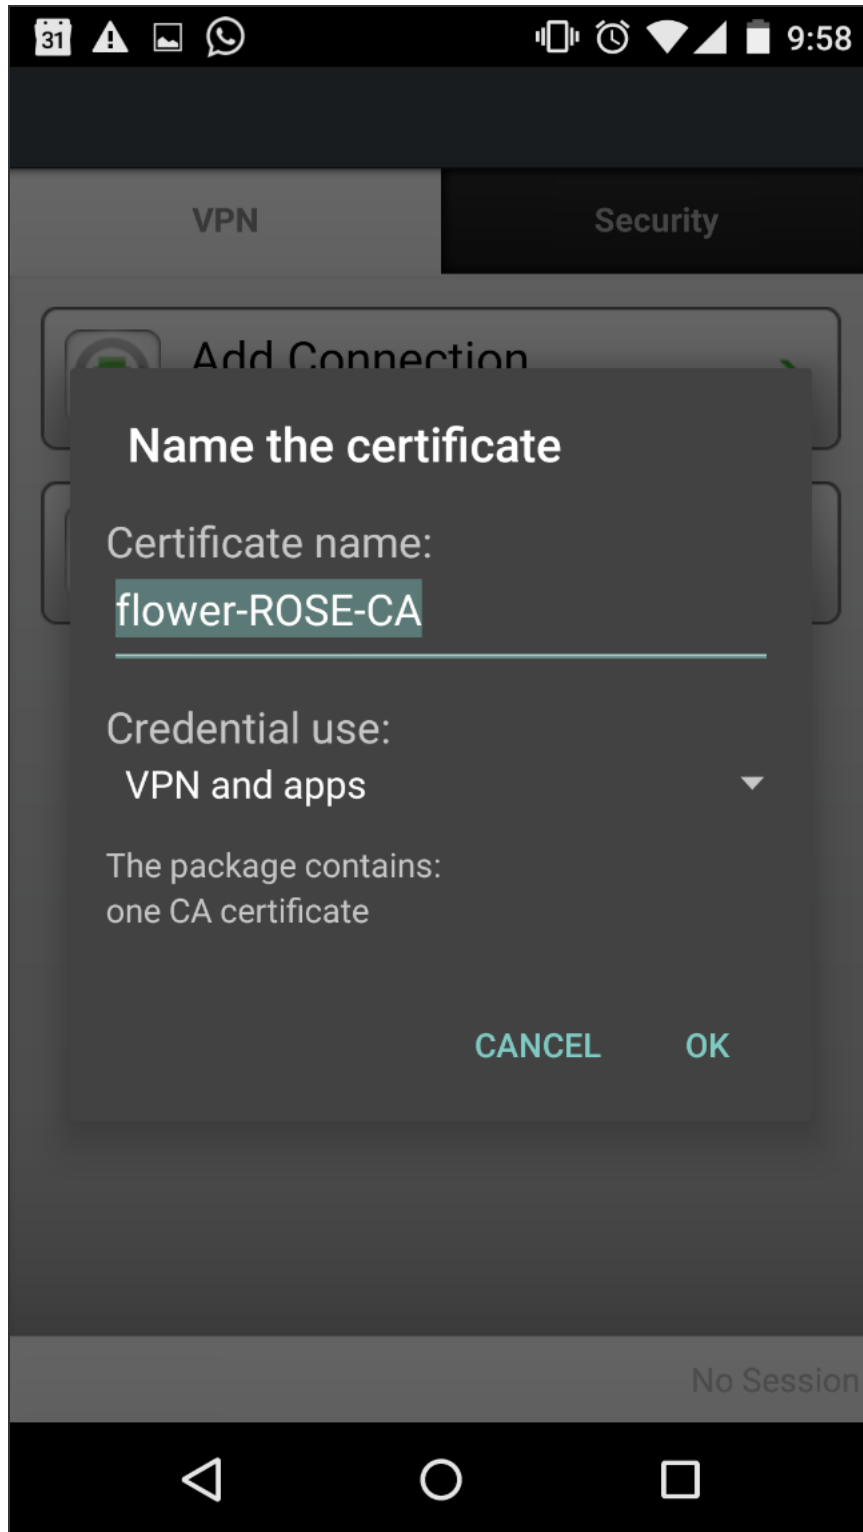 31
9:58
VPN
Security
Add Connection
Name the certificate
Certificate name:
flower-ROSE-CA
Credential use:
VPN and apps
The package contains:
one CA certificate
CANCEL
OK
No Session